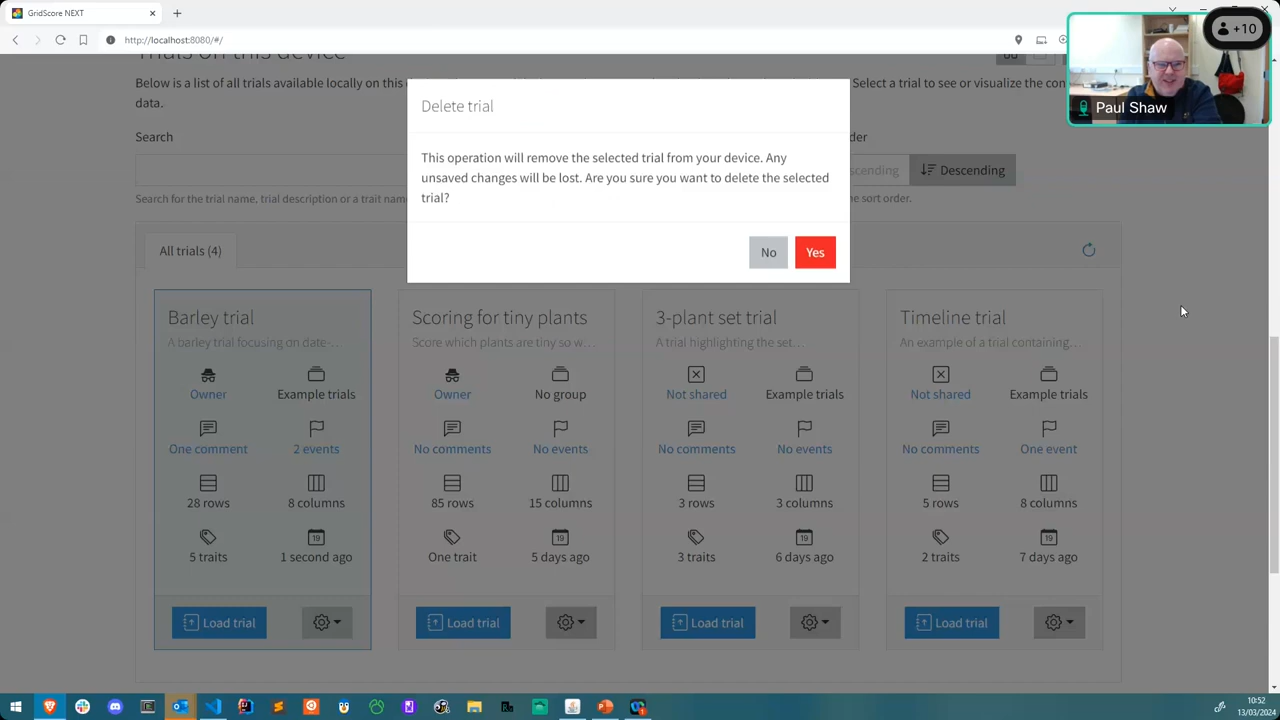 GridScore NEXT
http://localhost:8080/#/
+10
Paul Shaw
Trials on this device
Below is a list of all trials available locally on this
Select a trial to see or visualize the
data.
Search
Descending
Search for the trial name, trial description or a trait
the sort order.
Delete trial
This operation will remove the selected trial from your device. Any
unsaved changes will be lost. Are you sure you want to delete the selected
trial?
No
Yes
All trials (4)
Barley trial
A barley trial focusing on date-...
Owner
Example trials
One comment
2 events
28 rows
8 columns
5 traits
1 second ago
Load trial
Scoring for tiny plants
Score which plants are tiny so w...
Owner
No group
No comments
No events
85 rows
15 columns
One trait
5 days ago
Load trial
3-plant set trial
A trial highlighting the set...
Not shared
Example trials
No comments
No events
3 rows
3 columns
3 traits
6 days ago
Load trial
Timeline trial
An example of a trial containing...
Not shared
Example trials
No comments
One event
5 rows
8 columns
2 traits
7 days ago
Load trial
10:52
13/03/2024